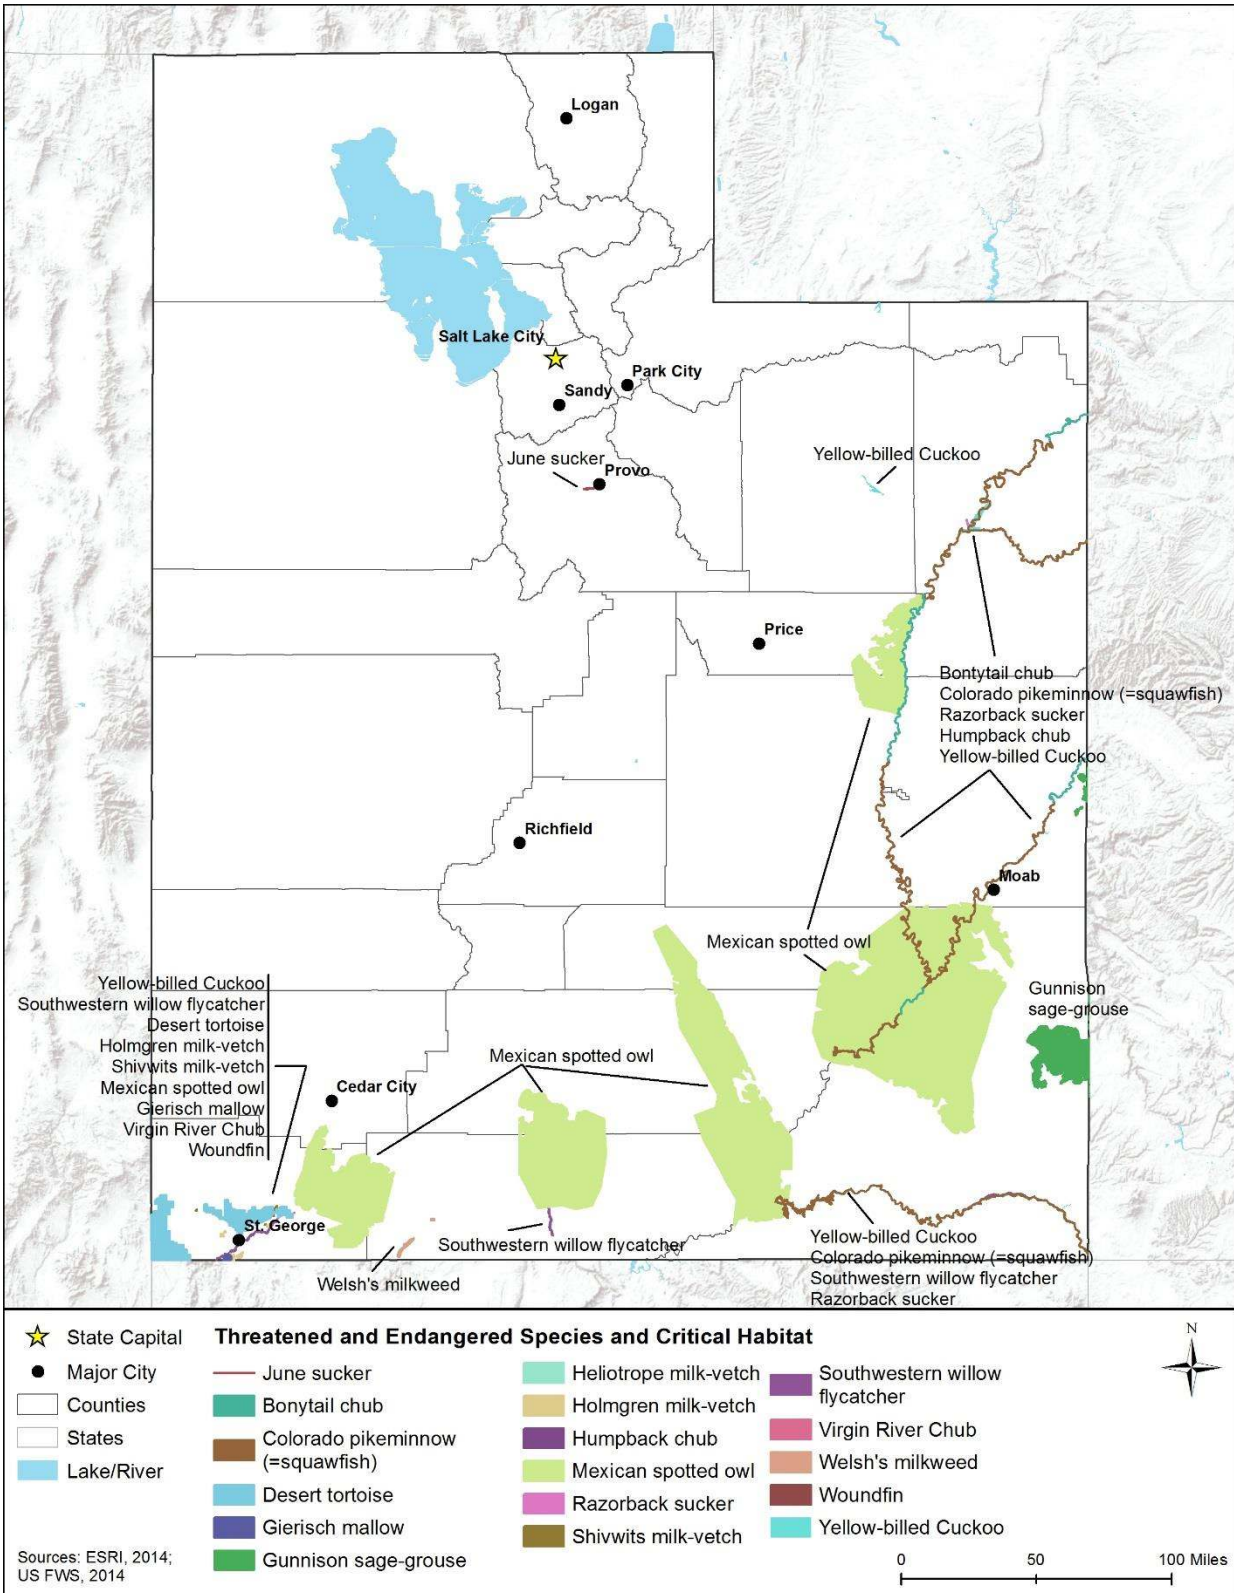 Logan
Salt Lake City
Park City
Sandy
June sucker
Provo
Yellow-billed Cuckoo
Price
Bontytail chub
Colorado pikeminnow (=squawfish)
Razorback sucker
Humpback chub
Yellow-billed Cuckoo
Richfield
Moab
Mexican spotted owl
Gunnison
sage-grouse
Yellow-billed Cuckoo
Southwestern willow flycatcher
Desert tortoise
Holmgren milk-vetch
Shivwits milk-vetch
Mexican spotted owl
Gierisch mallow
Virgin River Chub
Woundfin
Mexican spotted owl
Cedar City
St. George
Southwestern willow flycatcher
Welsh's milkweed
Yellow-billed Cuckoo
Colorado pikeminnow (=squawfish)
Southwestern willow flycatcher
Razorback sucker
State Capital
Major City
Counties
States
Lake/River
Sources: ESRI, 2014;
US FWS, 2014
Threatened and Endangered Species and Critical Habitat
June sucker
Bonytail chub
Colorado pikeminnow
(=squawfish)
Desert tortoise
Gierisch mallow
Gunnison sage-grouse
Heliotrope milk-vetch
Holmgren milk-vetch
Humpback chub
Mexican spotted owl
Razorback sucker
Shivwits milk-vetch
Southwestern willow
flycatcher
Virgin River Chub
Welsh's milkweed
Woundfin
Yellow-billed Cuckoo
N
0 50 100 Miles